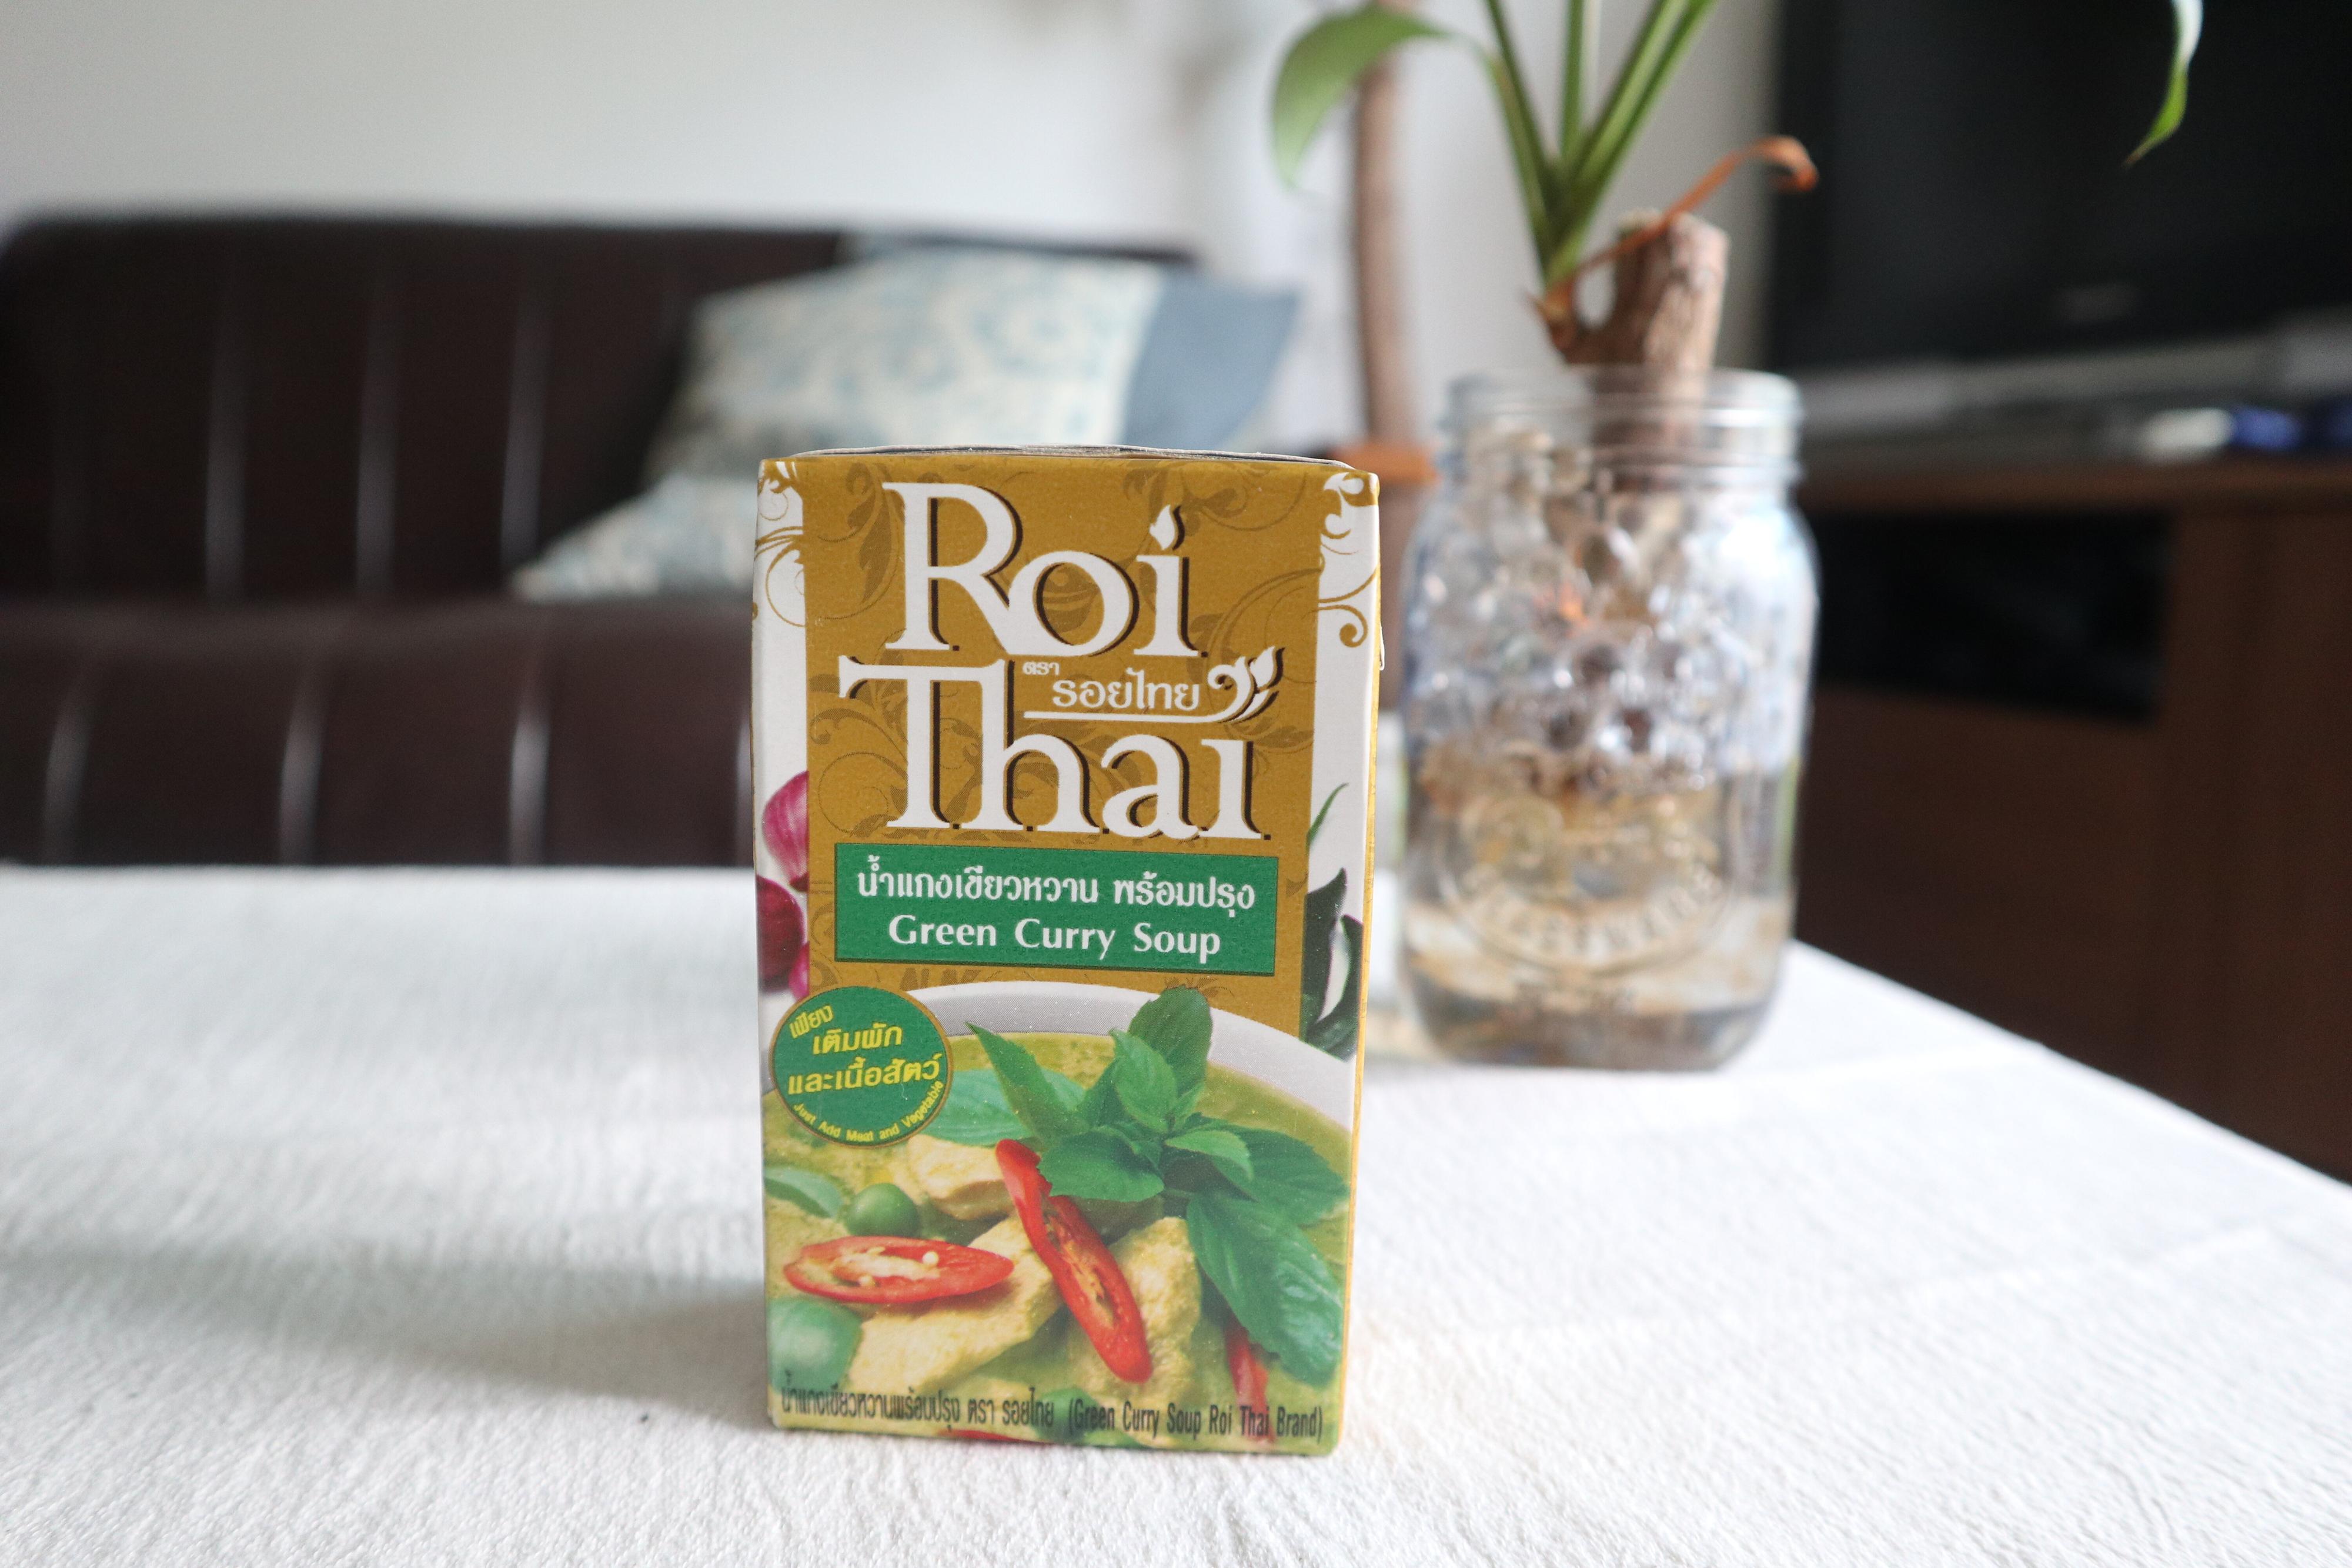 Roi
ตรา
รอยไทย
Thai
น้ำแกงเขียวหวาน พร้อมปรุง
Green Curry Soup
เพียง
เติมผัก
และเนื้อสัตว์
Just Add Meat and Vegetable
น้ำแกงเขียวหวานพร้อมปรุง ตรา รอยไทย (Green Curry Soup Roi Thai Brand)